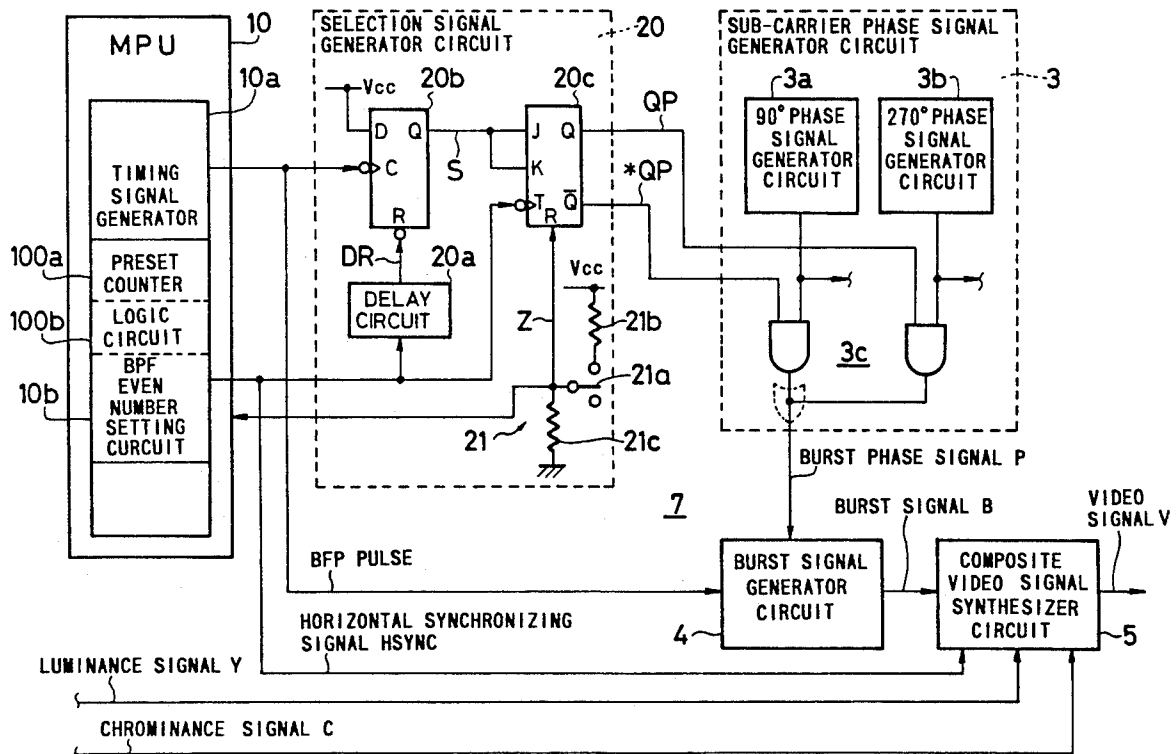 MPU
10
10a
TIMING
SIGNAL
GENERATOR
100a
PRESET
COUNTER
100b
LOGIC
CIRCUIT
10b
BPF
EVEN
NUMBER
SETTING
CURCUIT
SELECTION SIGNAL
GENERATOR CIRCUIT
20
Vcc
20b
D Q
C
R
S
DR
20a
DELAY
CIRCUIT
20c
J Q
K
T Q̅
R
Z
Vcc
21b
21a
21
21c
QP
*QP
SUB-CARRIER PHASE SIGNAL
GENERATOR CIRCUIT
3
3a
90° PHASE
SIGNAL
GENERATOR
CIRCUIT
3b
270° PHASE
SIGNAL
GENERATOR
CIRCUIT
3c
BURST PHASE SIGNAL P
7
BFP PULSE
BURST SIGNAL
GENERATOR
CIRCUIT
4
BURST SIGNAL B
COMPOSITE
VIDEO SIGNAL
SYNTHESIZER
CIRCUIT
5
VIDEO
SIGNAL V
HORIZONTAL SYNCHRONIZING
SIGNAL HSYNC
LUMINANCE SIGNAL Y
CHROMINANCE SIGNAL C